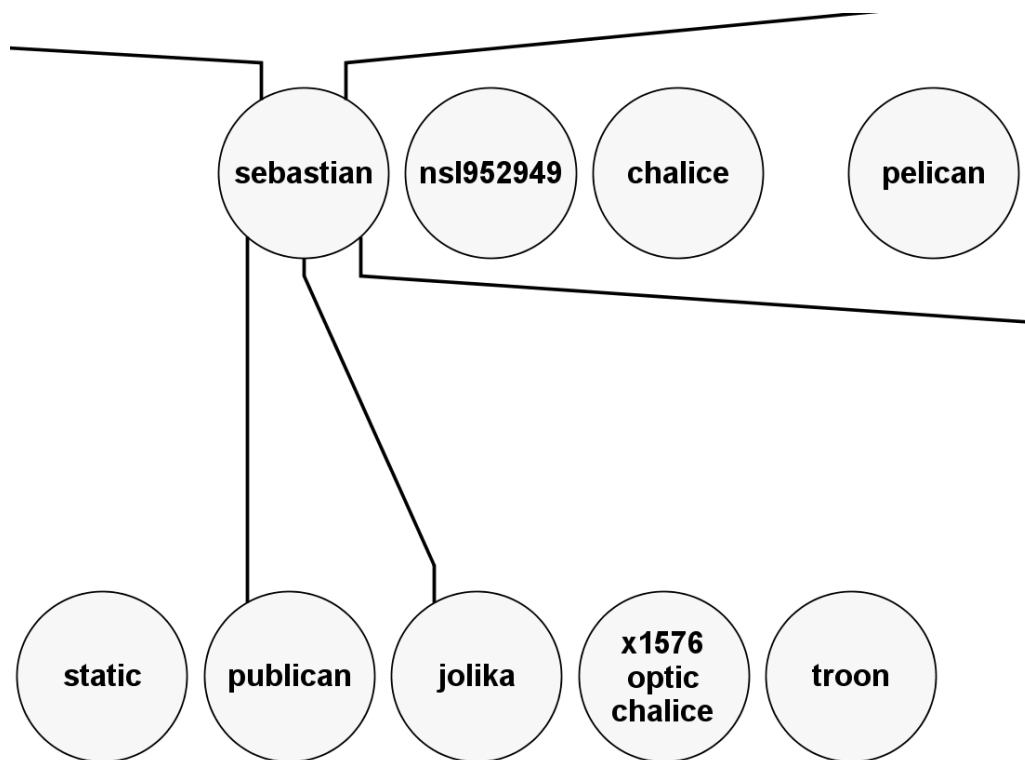 sebastian
nsl952949
chalice
pelican
static
publican
jolika
x1576
optic
chalice
troon